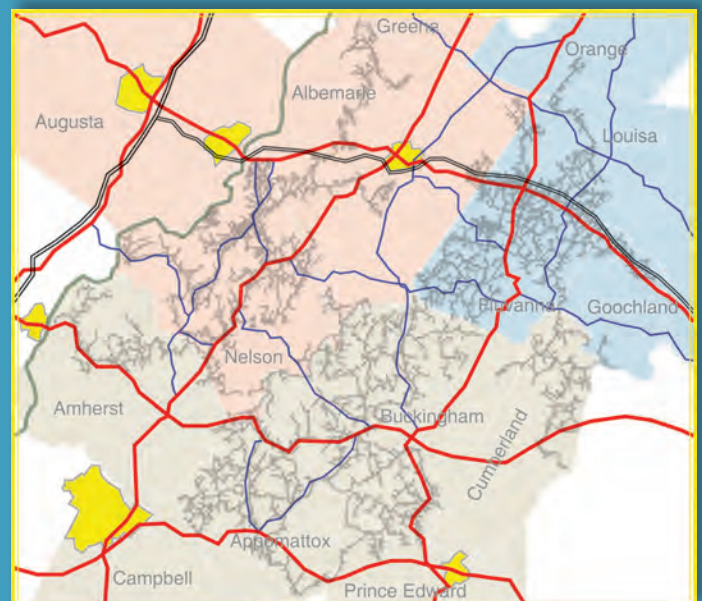 Greene
Orange
Albemarle
Augusta
Louisa
Fluvanna
Goochland
Nelson
Amherst
Buckingham
Cumberland
Appomattox
Campbell
Prince Edward